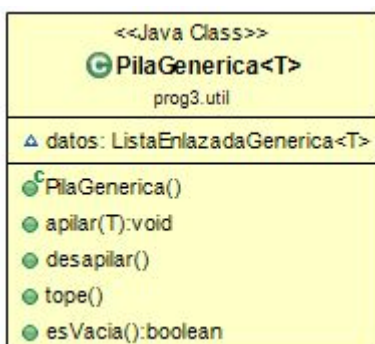 <<Java Class>>
PilaGenerica<T>
prog3.util
datos: ListaEnlazadaGenerica<T>
PilaGenerica()
apilar(T):void
desapilar()
tope()
esVacia():boolean